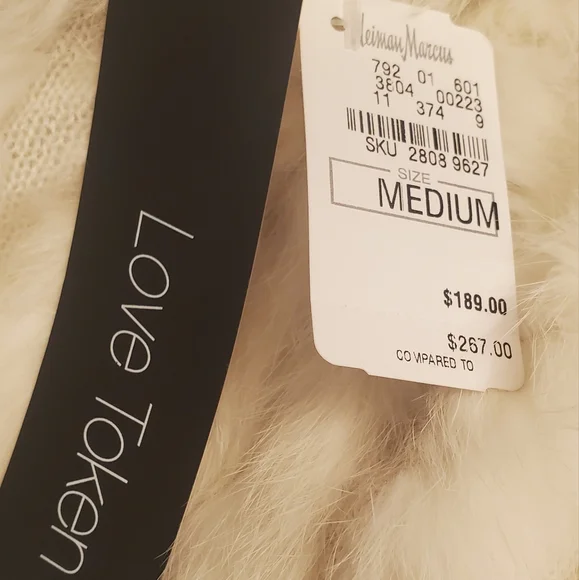 Love Token
Neiman Marcus
792 01 601
3804 00223
11 374 9
SKU 2808 9627
SIZE
MEDIUM
$189.00
$267.00
COMPARED TO